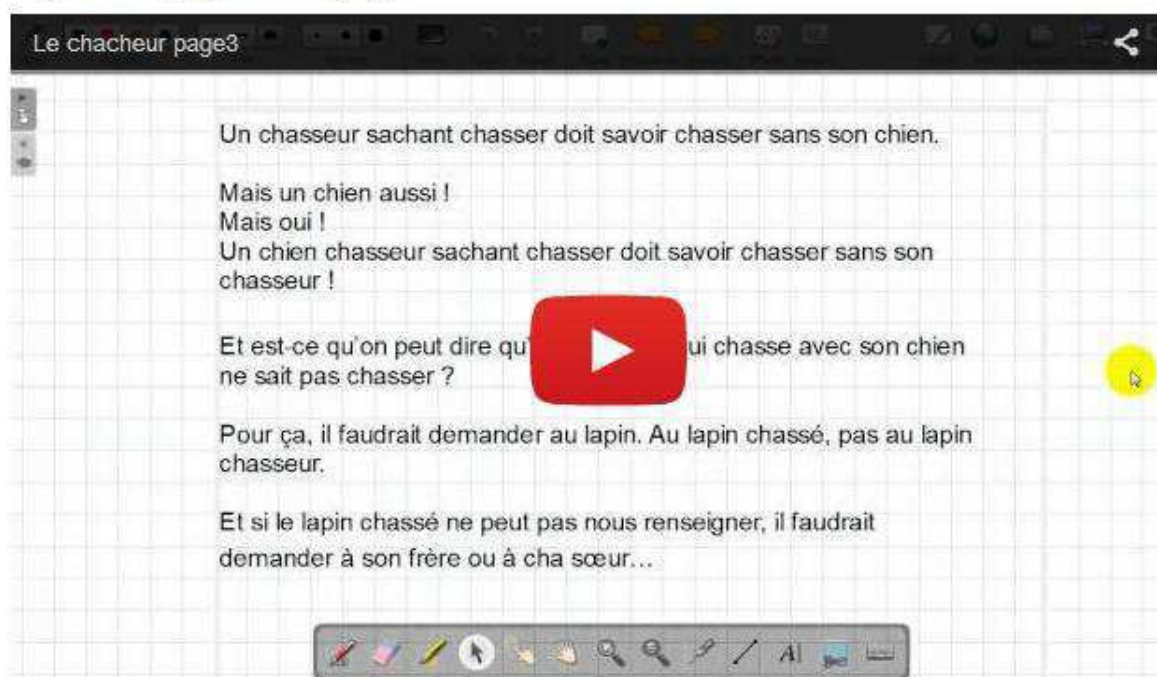 Le chacheur page3
Un chasseur sachant chasser doit savoir chasser sans son chien.
Mais un chien aussi !
Mais oui !
Un chien chasseur sachant chasser doit savoir chasser sans son
chasseur !
Et est-ce qu'on peut dire ui chasse avec son chien
ne sait pas chasser ?
Pour ça, il faudrait demander au lapin. Au lapin chassé, pas au lapin
chasseur.
Et si le lapin chassé ne peut pas nous renseigner, il faudrait
demander à son frère ou à cha sœur…
AI